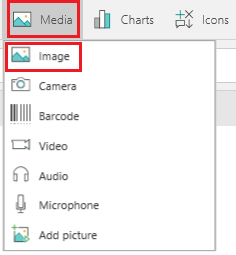 Media Charts Icons
Image
Camera
Barcode
Video
Audio
Microphone
Add picture